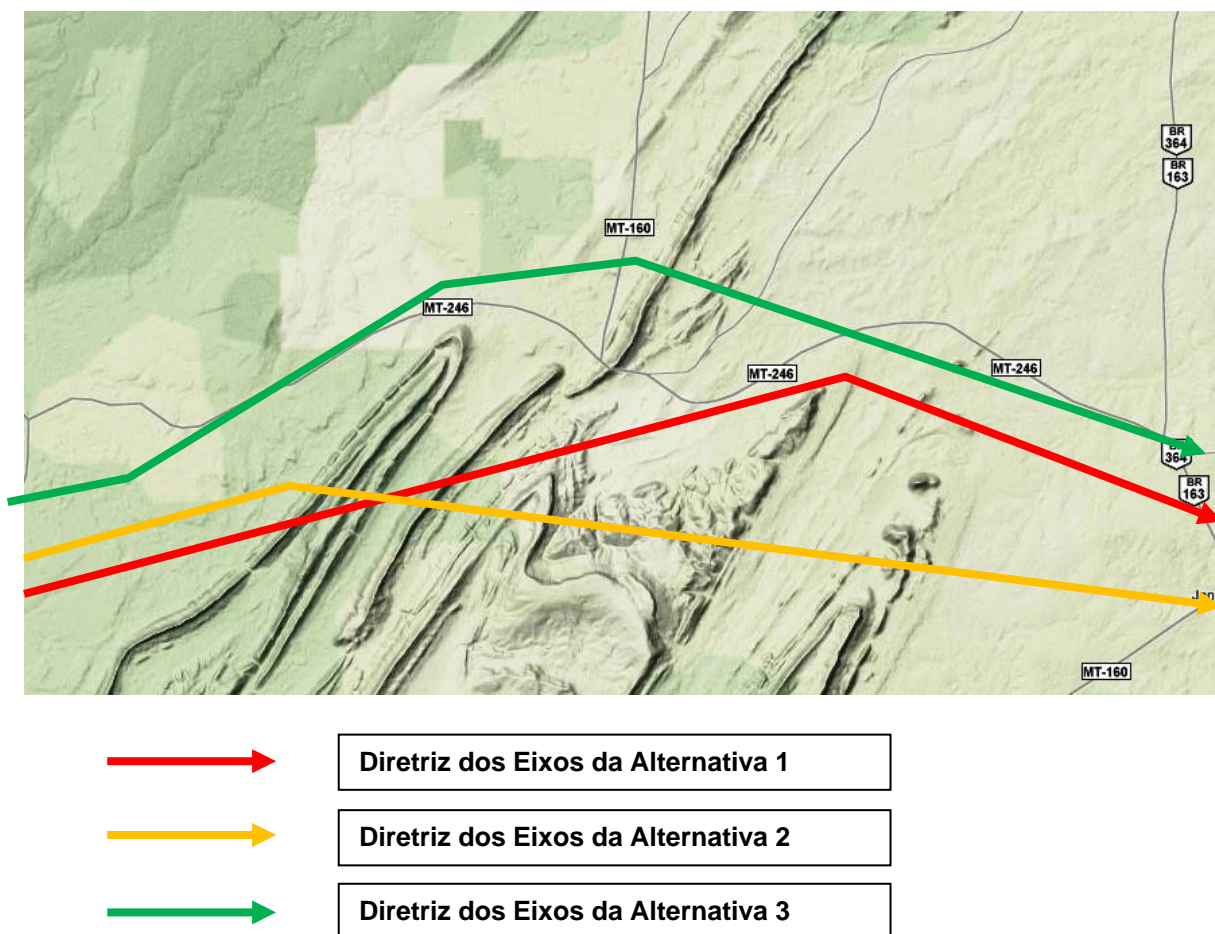 BR
364
BR
163
MT-160
MT-246
MT-246
MT-246
BR
364
BR
163
MT-160
Diretriz dos Eixos da Alternativa 1
Diretriz dos Eixos da Alternativa 2
Diretriz dos Eixos da Alternativa 3